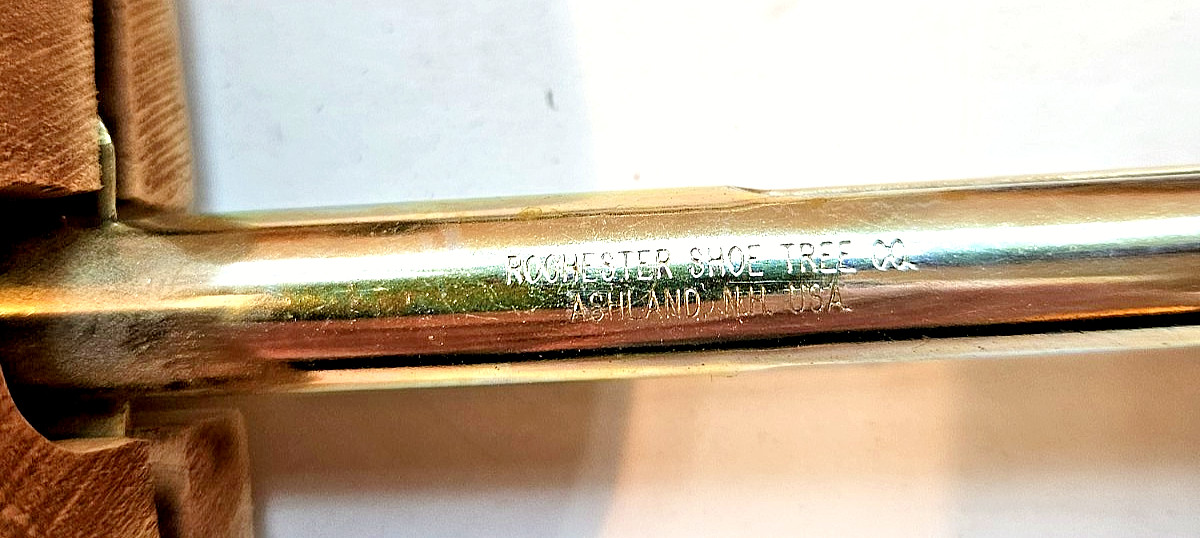 ROCHESTER SHOE TREE CO.
ASHLAND, N.H. USA